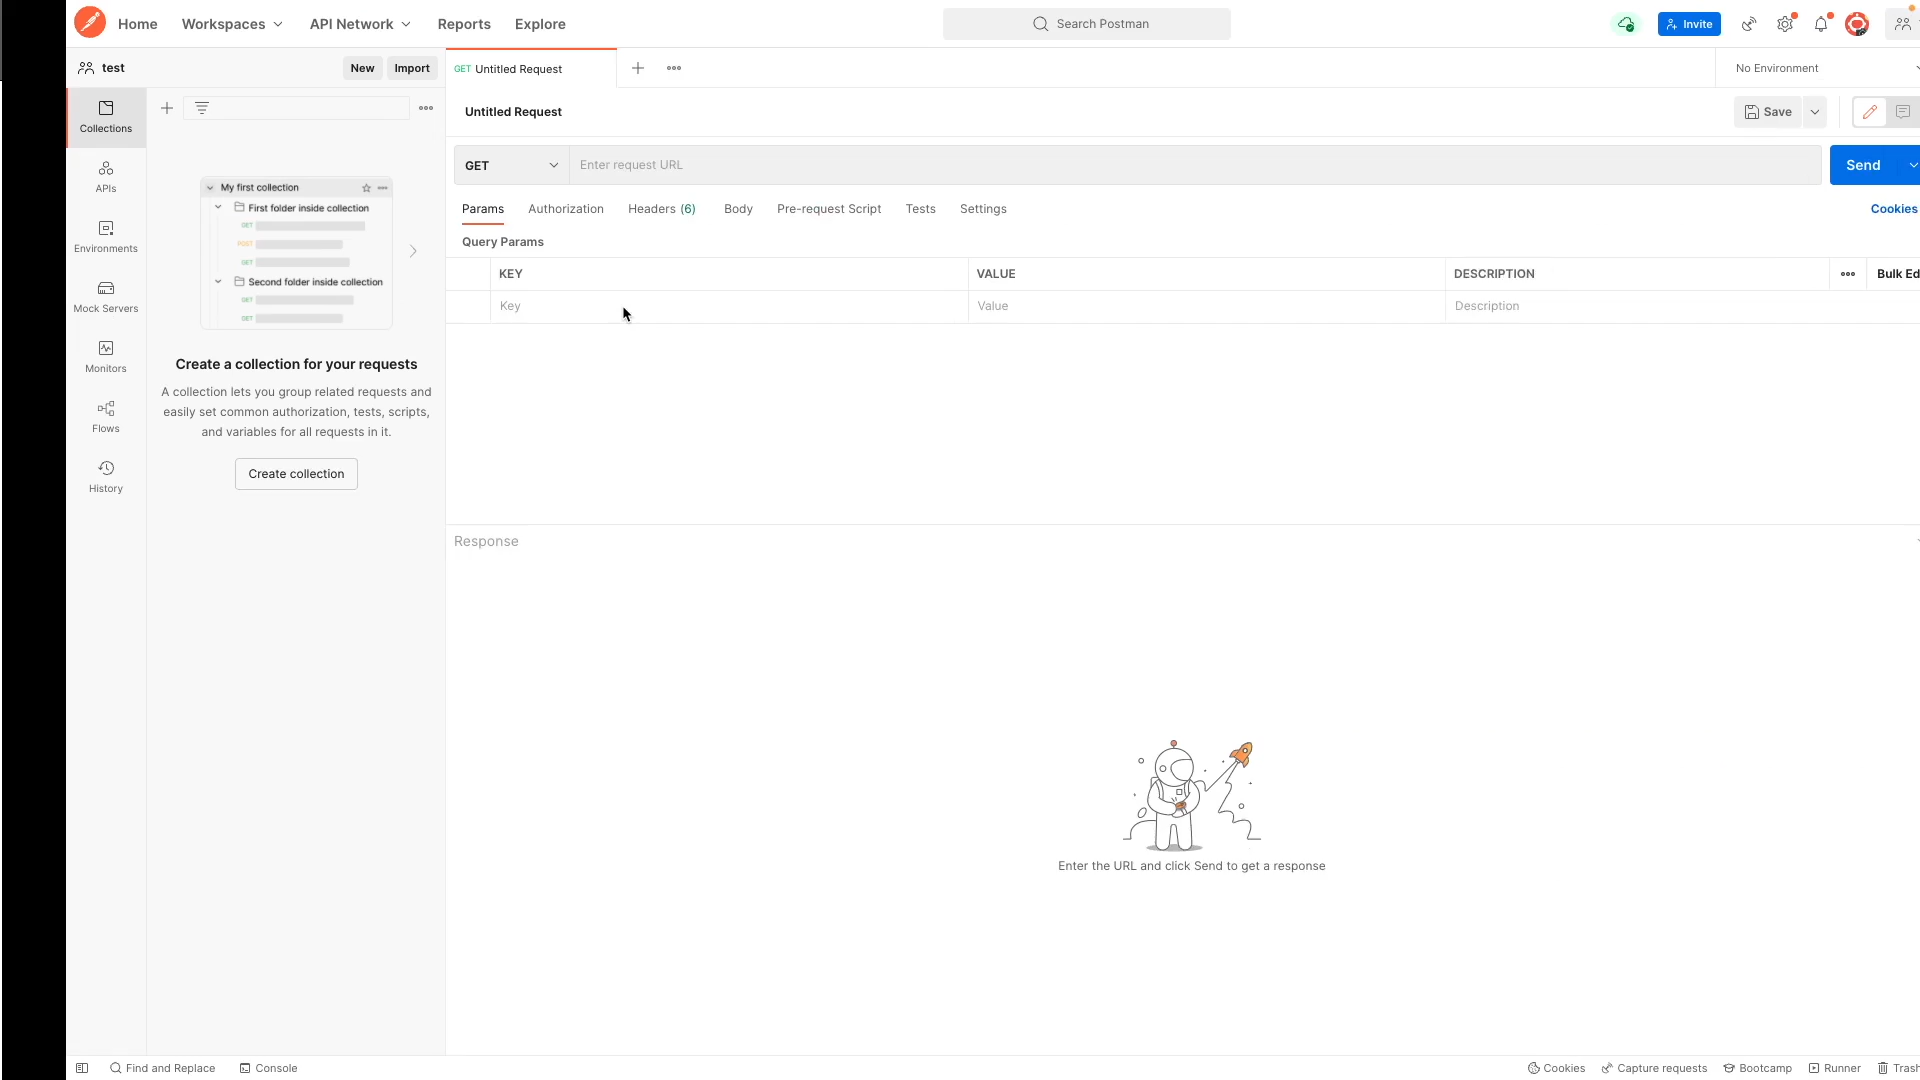 Home Workspaces API Network Reports Explore Search Postman Invite
test New Import GET Untitled Request No Environment
Untitled Request Save
Collections
APIs
Environments
Mock Servers
Monitors
Flows
History
My first collection
First folder inside collection
GET
POST
GET
Second folder inside collection
GET
GET
Create a collection for your requests
A collection lets you group related requests and
easily set common authorization, tests, scripts,
and variables for all requests in it.
Create collection
GET Enter request URL Send
Params Authorization Headers (6) Body Pre-request Script Tests Settings Cookies
Query Params
KEY VALUE DESCRIPTION Bulk Ed
Key Value Description
Response
Enter the URL and click Send to get a response
Find and Replace Console Cookies Capture requests Bootcamp Runner Trash